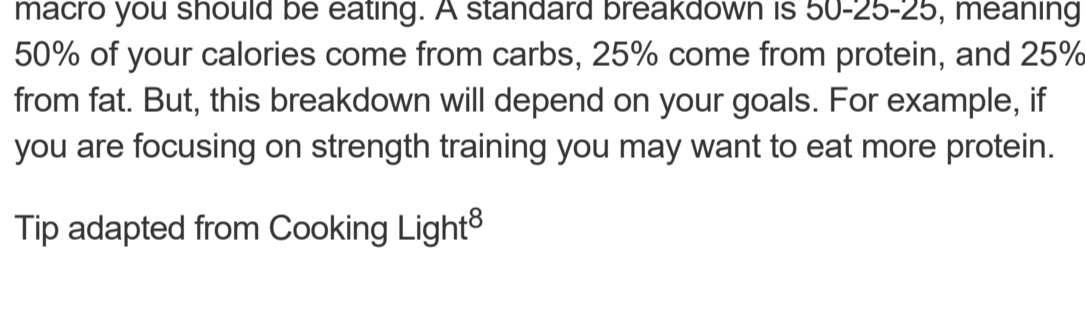 macro you should be eating. A standard breakdown is 50-25-25, meaning
50% of your calories come from carbs, 25% come from protein, and 25%
from fat. But, this breakdown will depend on your goals. For example, if
you are focusing on strength training you may want to eat more protein.
Tip adapted from Cooking Light⁸